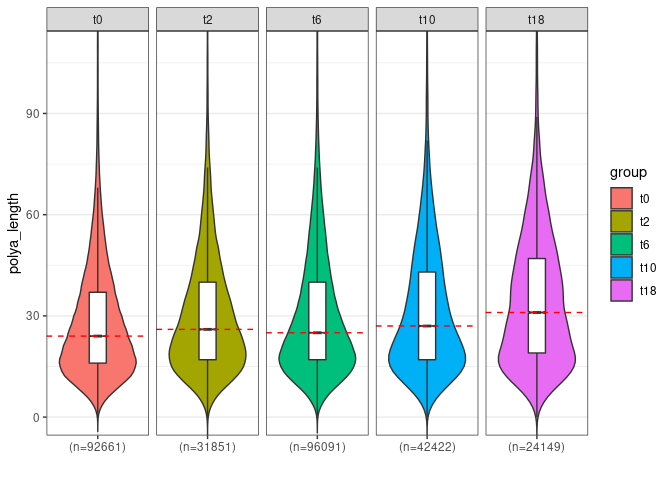 t0 t2 t6 t10 t18
polya_length
90
60
30
0
(n=92661) (n=31851) (n=96091) (n=42422) (n=24149)
group
t0
t2
t6
t10
t18